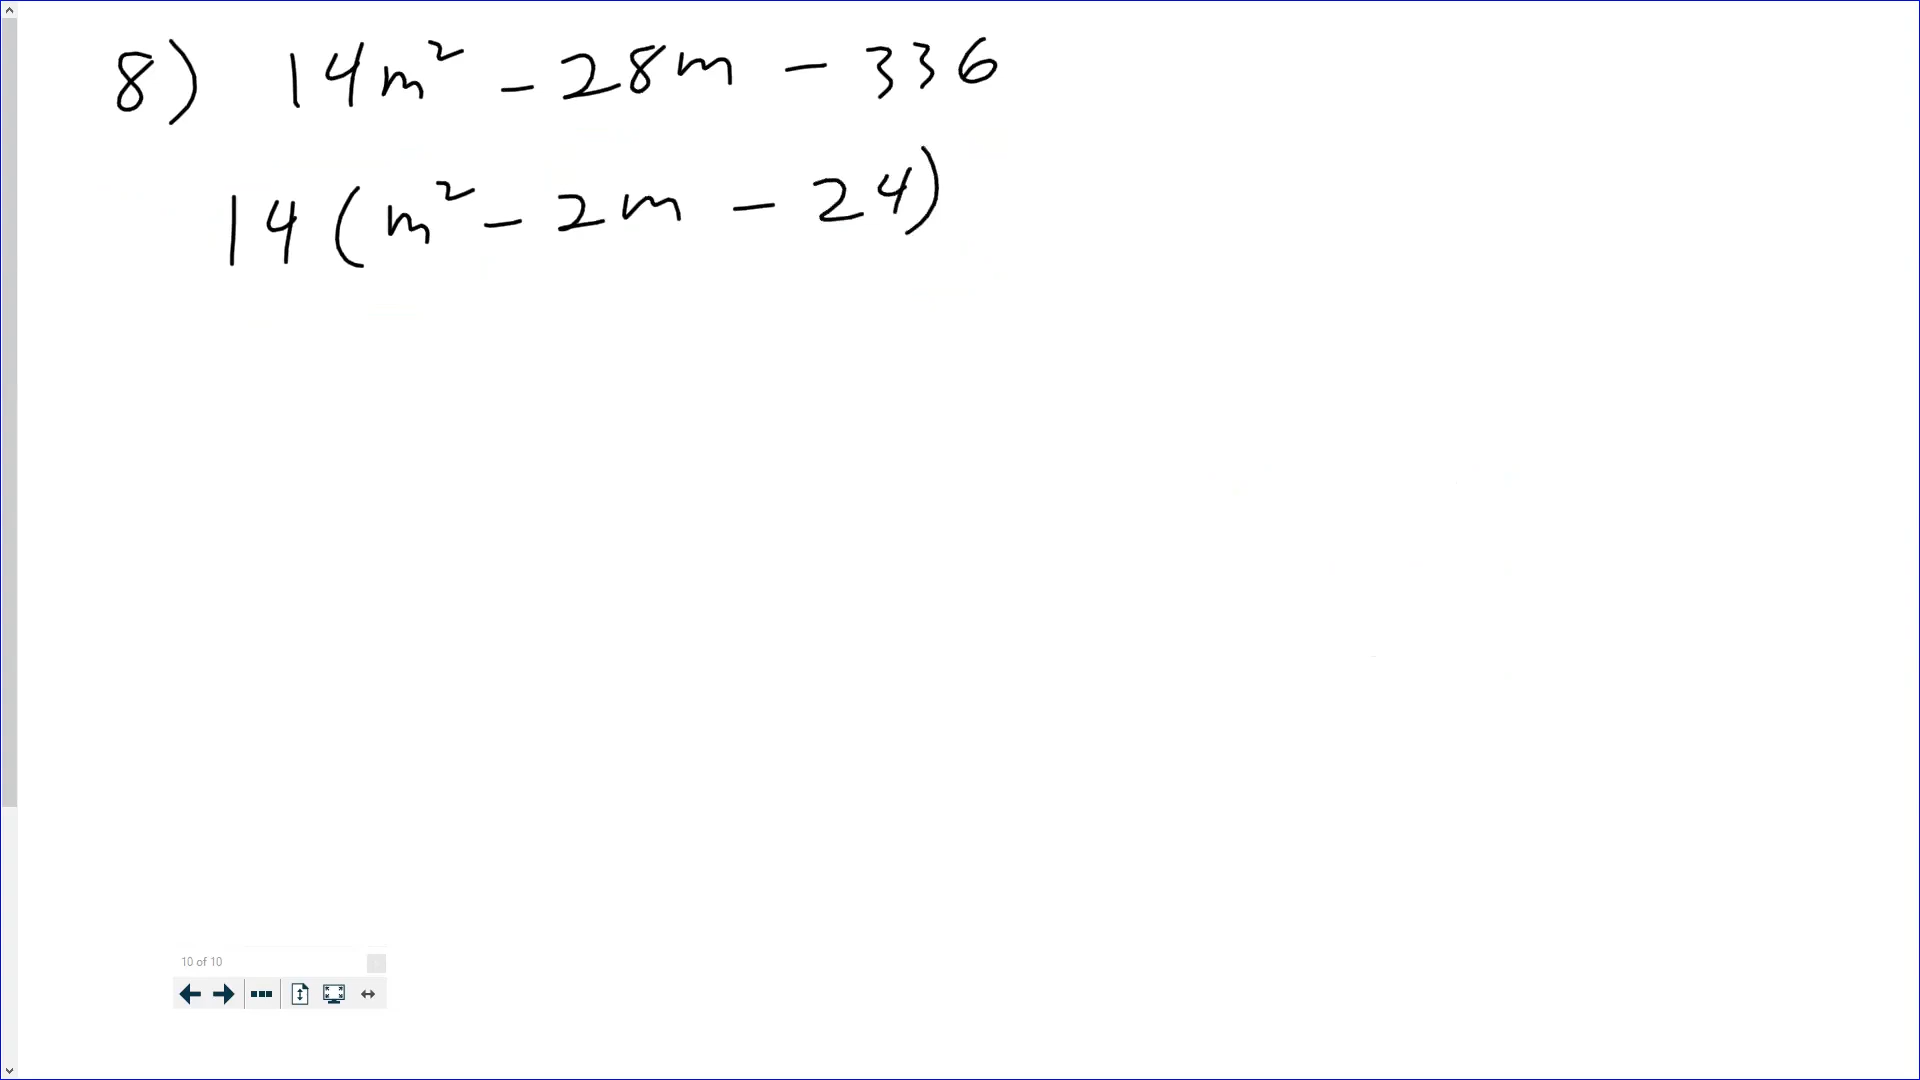 8) 14m² - 28m - 336
14(m² - 2m - 24)
10 of 10